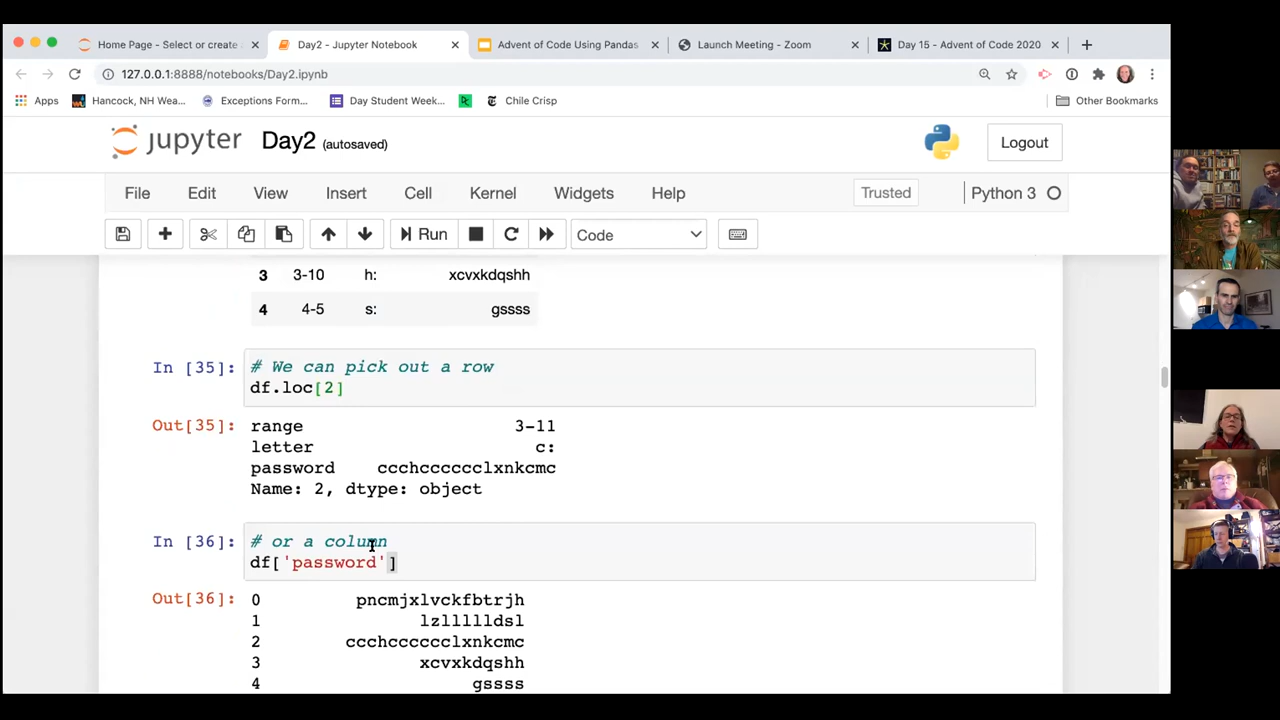 Home Page - Select or create
Day2 - Jupyter Notebook
Advent of Code Using Pandas
Launch Meeting - Zoom
Day 15 - Advent of Code 2020
127.0.0.1:8888/notebooks/Day2.ipynb
Apps
Hancock, NH Wea...
Exceptions Form...
Day Student Week...
Chile Crisp
Other Bookmarks
jupyter Day2 (autosaved)
Logout
File Edit View Insert Cell Kernel Widgets Help
Trusted
Python 3
Run
Code
3 3-10 h: xcvxkdqshh
4 4-5 s: gssss
In [35]: # We can pick out a row
df.loc[2]
Out[35]: range 3-11
letter c:
password ccchcccccclxnkcmc
Name: 2, dtype: object
In [36]: # or a column
df['password']
Out[36]: 0 pncmjxlvckfbtrjh
1 lzllllldsl
2 ccchcccccclxnkcmc
3 xcvxkdqshh
4 gssss